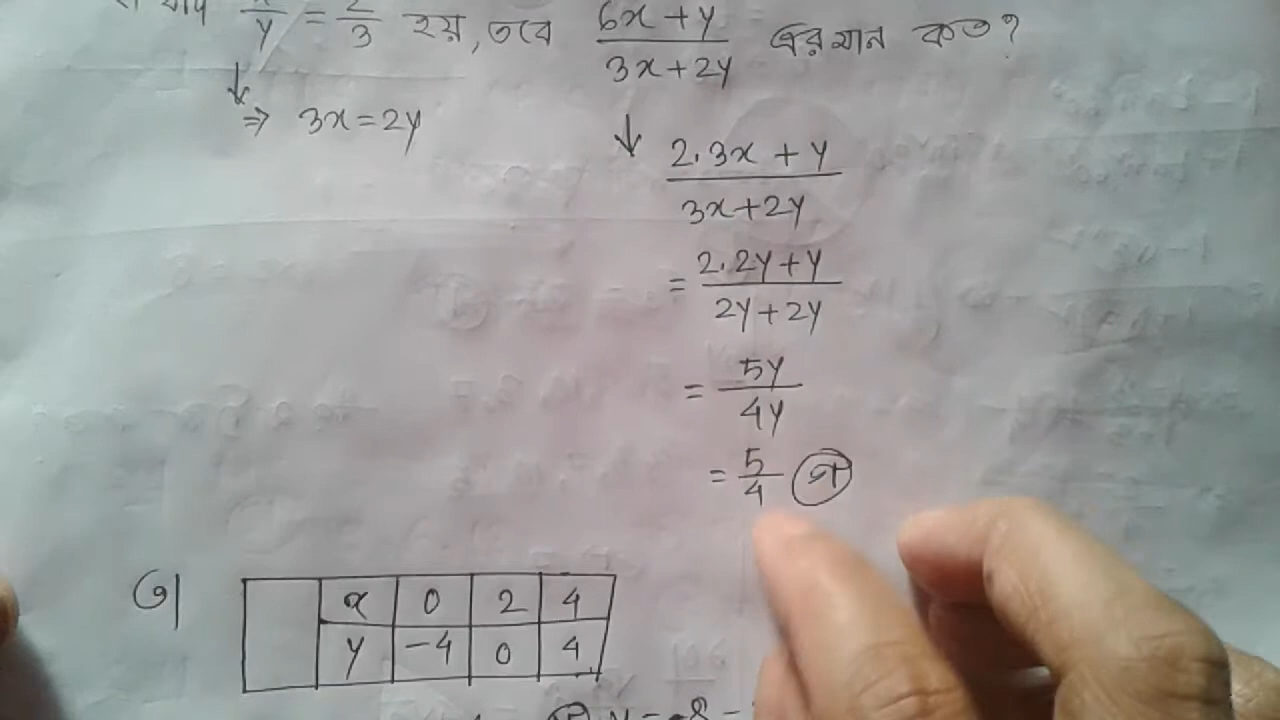 যদি x/y = 2/3 হয়, তবে 6x+y / 3x+2y এর মান কত?
↓
⇒ 3x=2y
↓ 2.3x + y / 3x+2y
= 2.2y+y / 2y+2y
= 5y / 4y
= 5/4 গ
৩| x 0 2 4
y -4 0 4